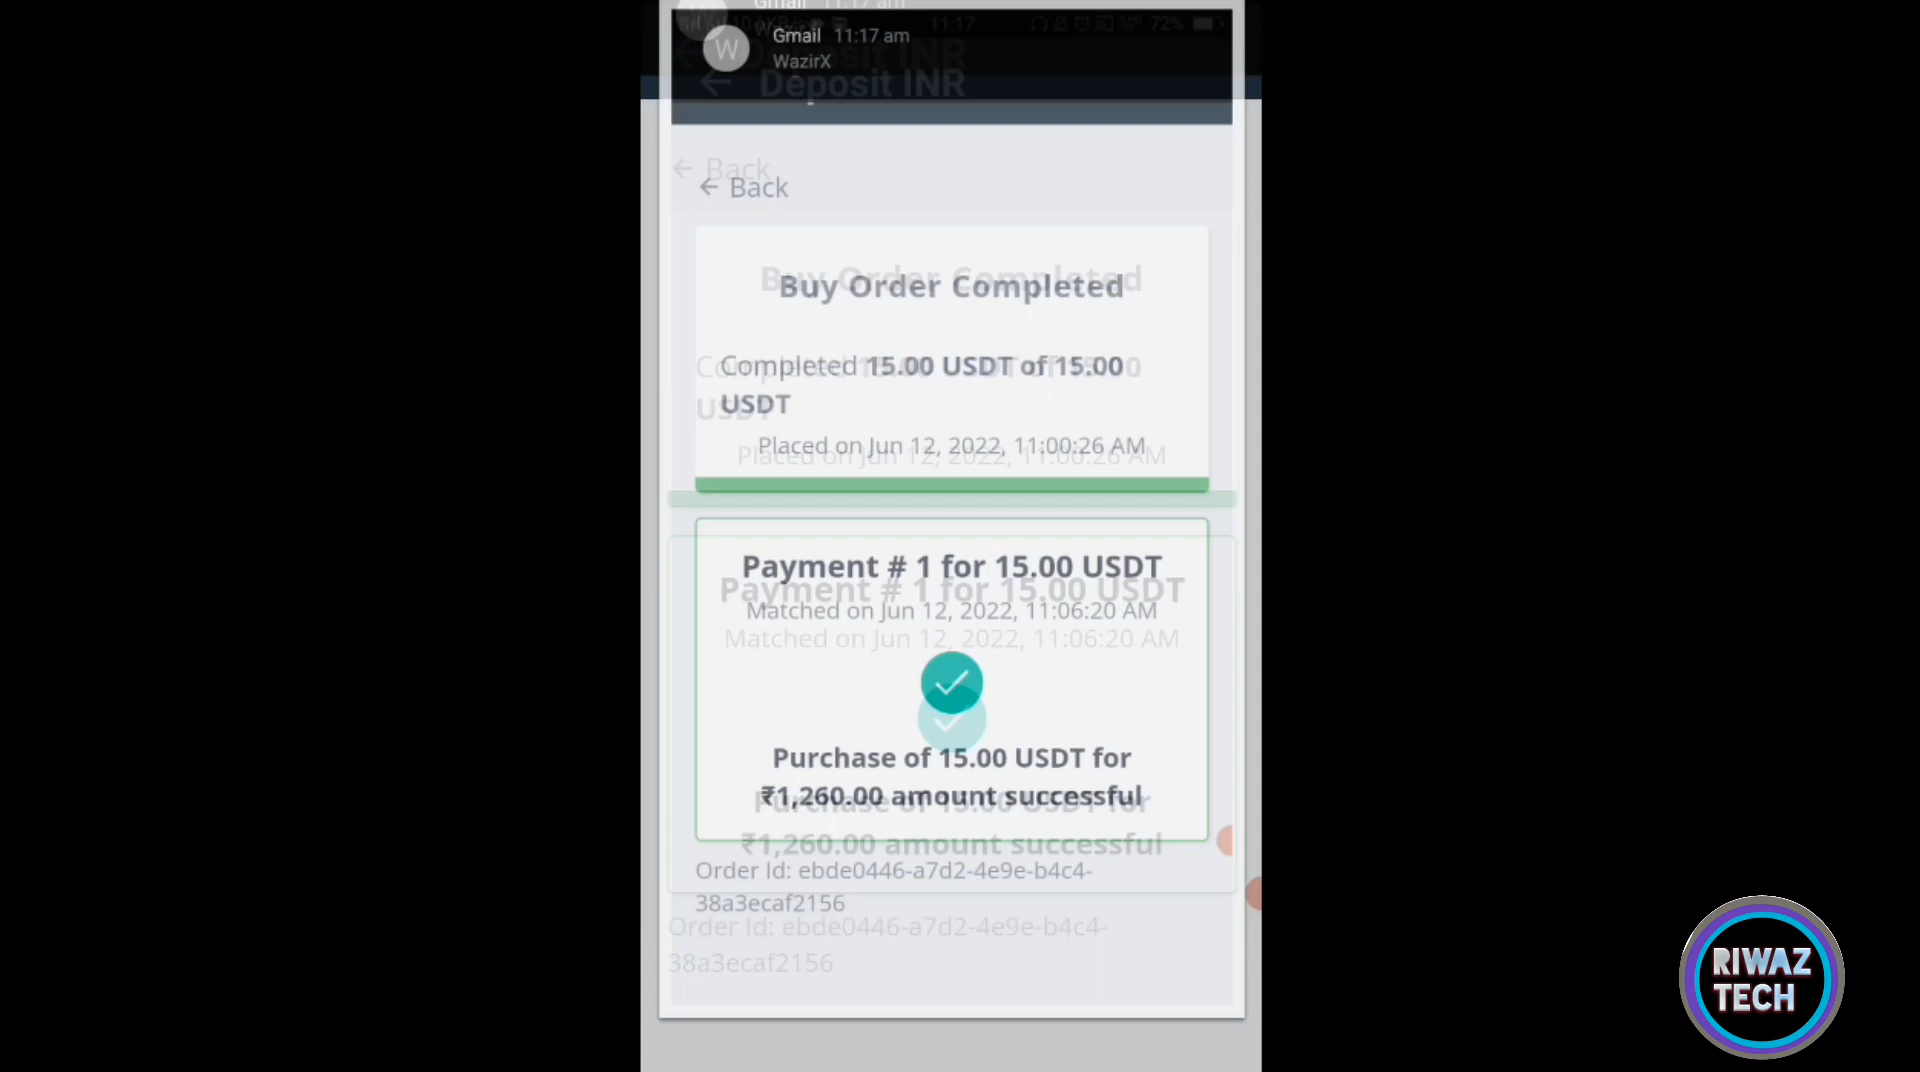 Gmail 11:17 am
11:17
72%
W
WazirX
Deposit INR
← Back
Buy Order Completed
Completed 15.00 USDT of 15.00
USDT
Placed on Jun 12, 2022, 11:00:26 AM
Payment # 1 for 15.00 USDT
Matched on Jun 12, 2022, 11:06:20 AM
Purchase of 15.00 USDT for
₹1,260.00 amount successful
Order Id: ebde0446-a7d2-4e9e-b4c4-
38a3ecaf2156
RIWAZ
TECH